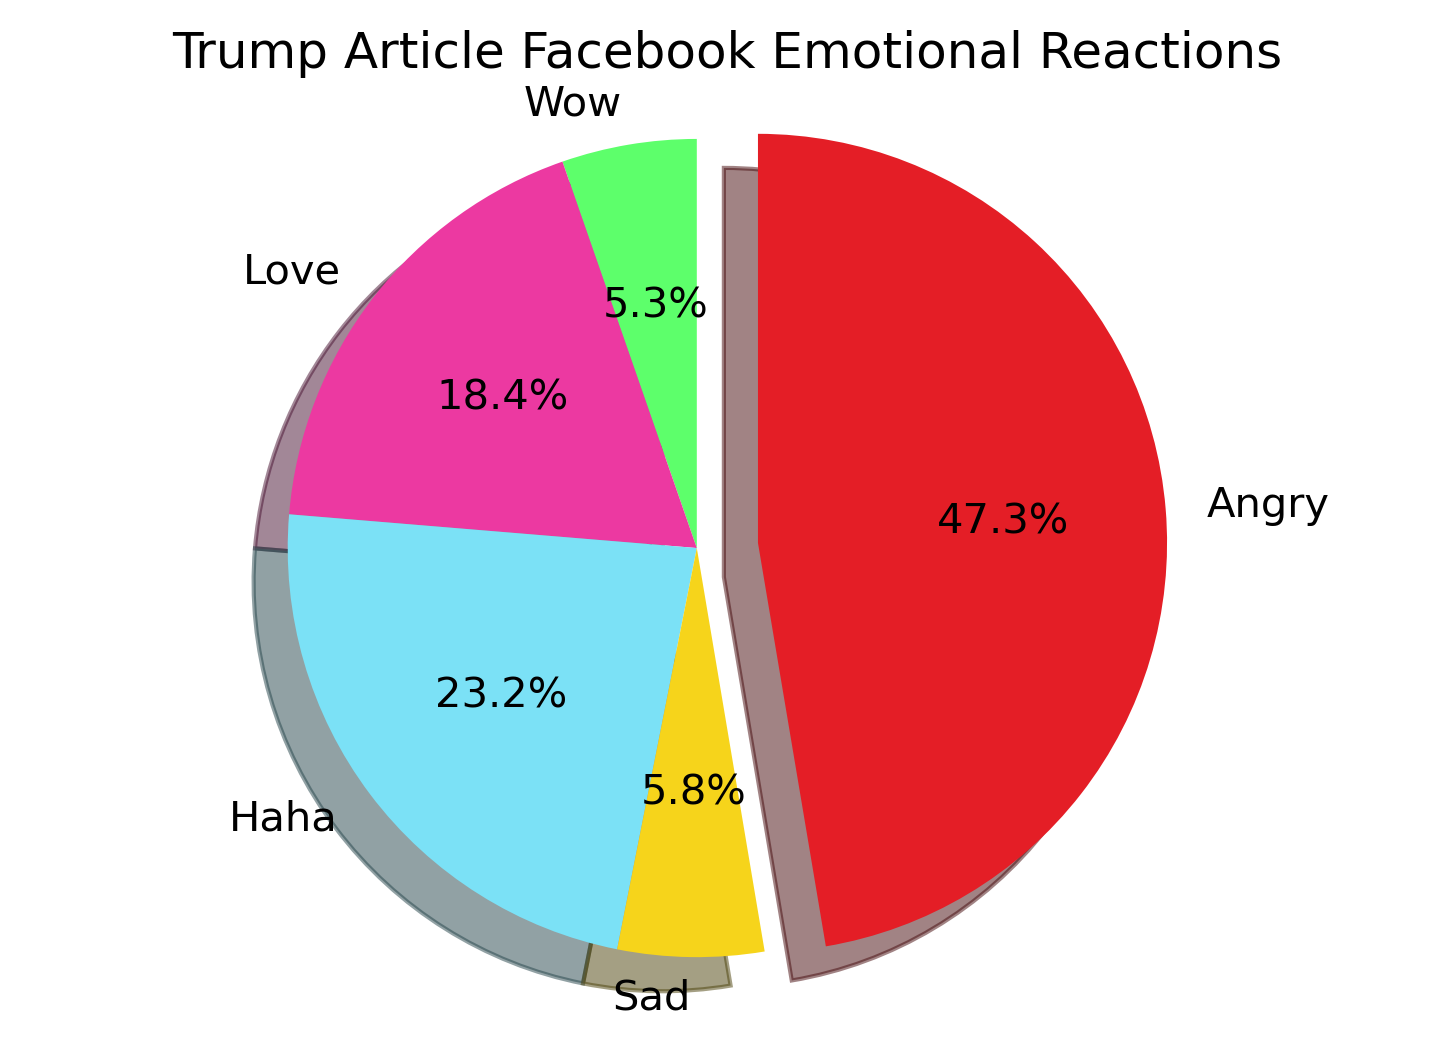 Trump Article Facebook Emotional Reactions
Wow
Love
5.3%
18.4%
Angry
47.3%
23.2%
Haha
5.8%
Sad